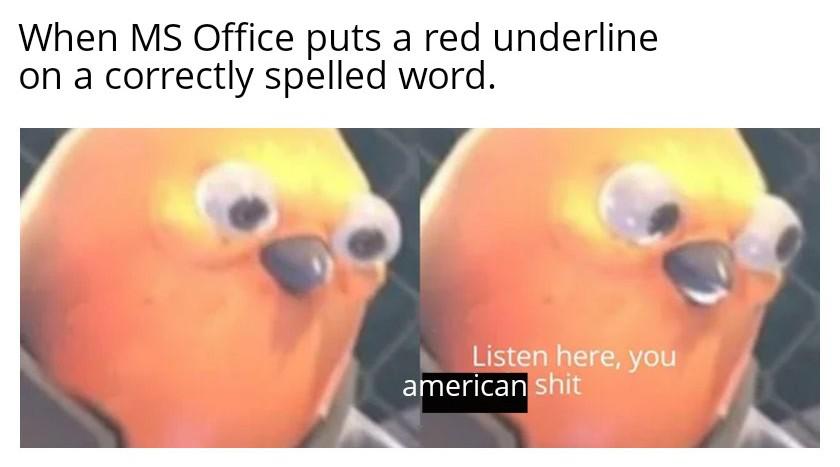 When MS Office puts a red underline
on a correctly spelled word.
Listen here, you
american shit